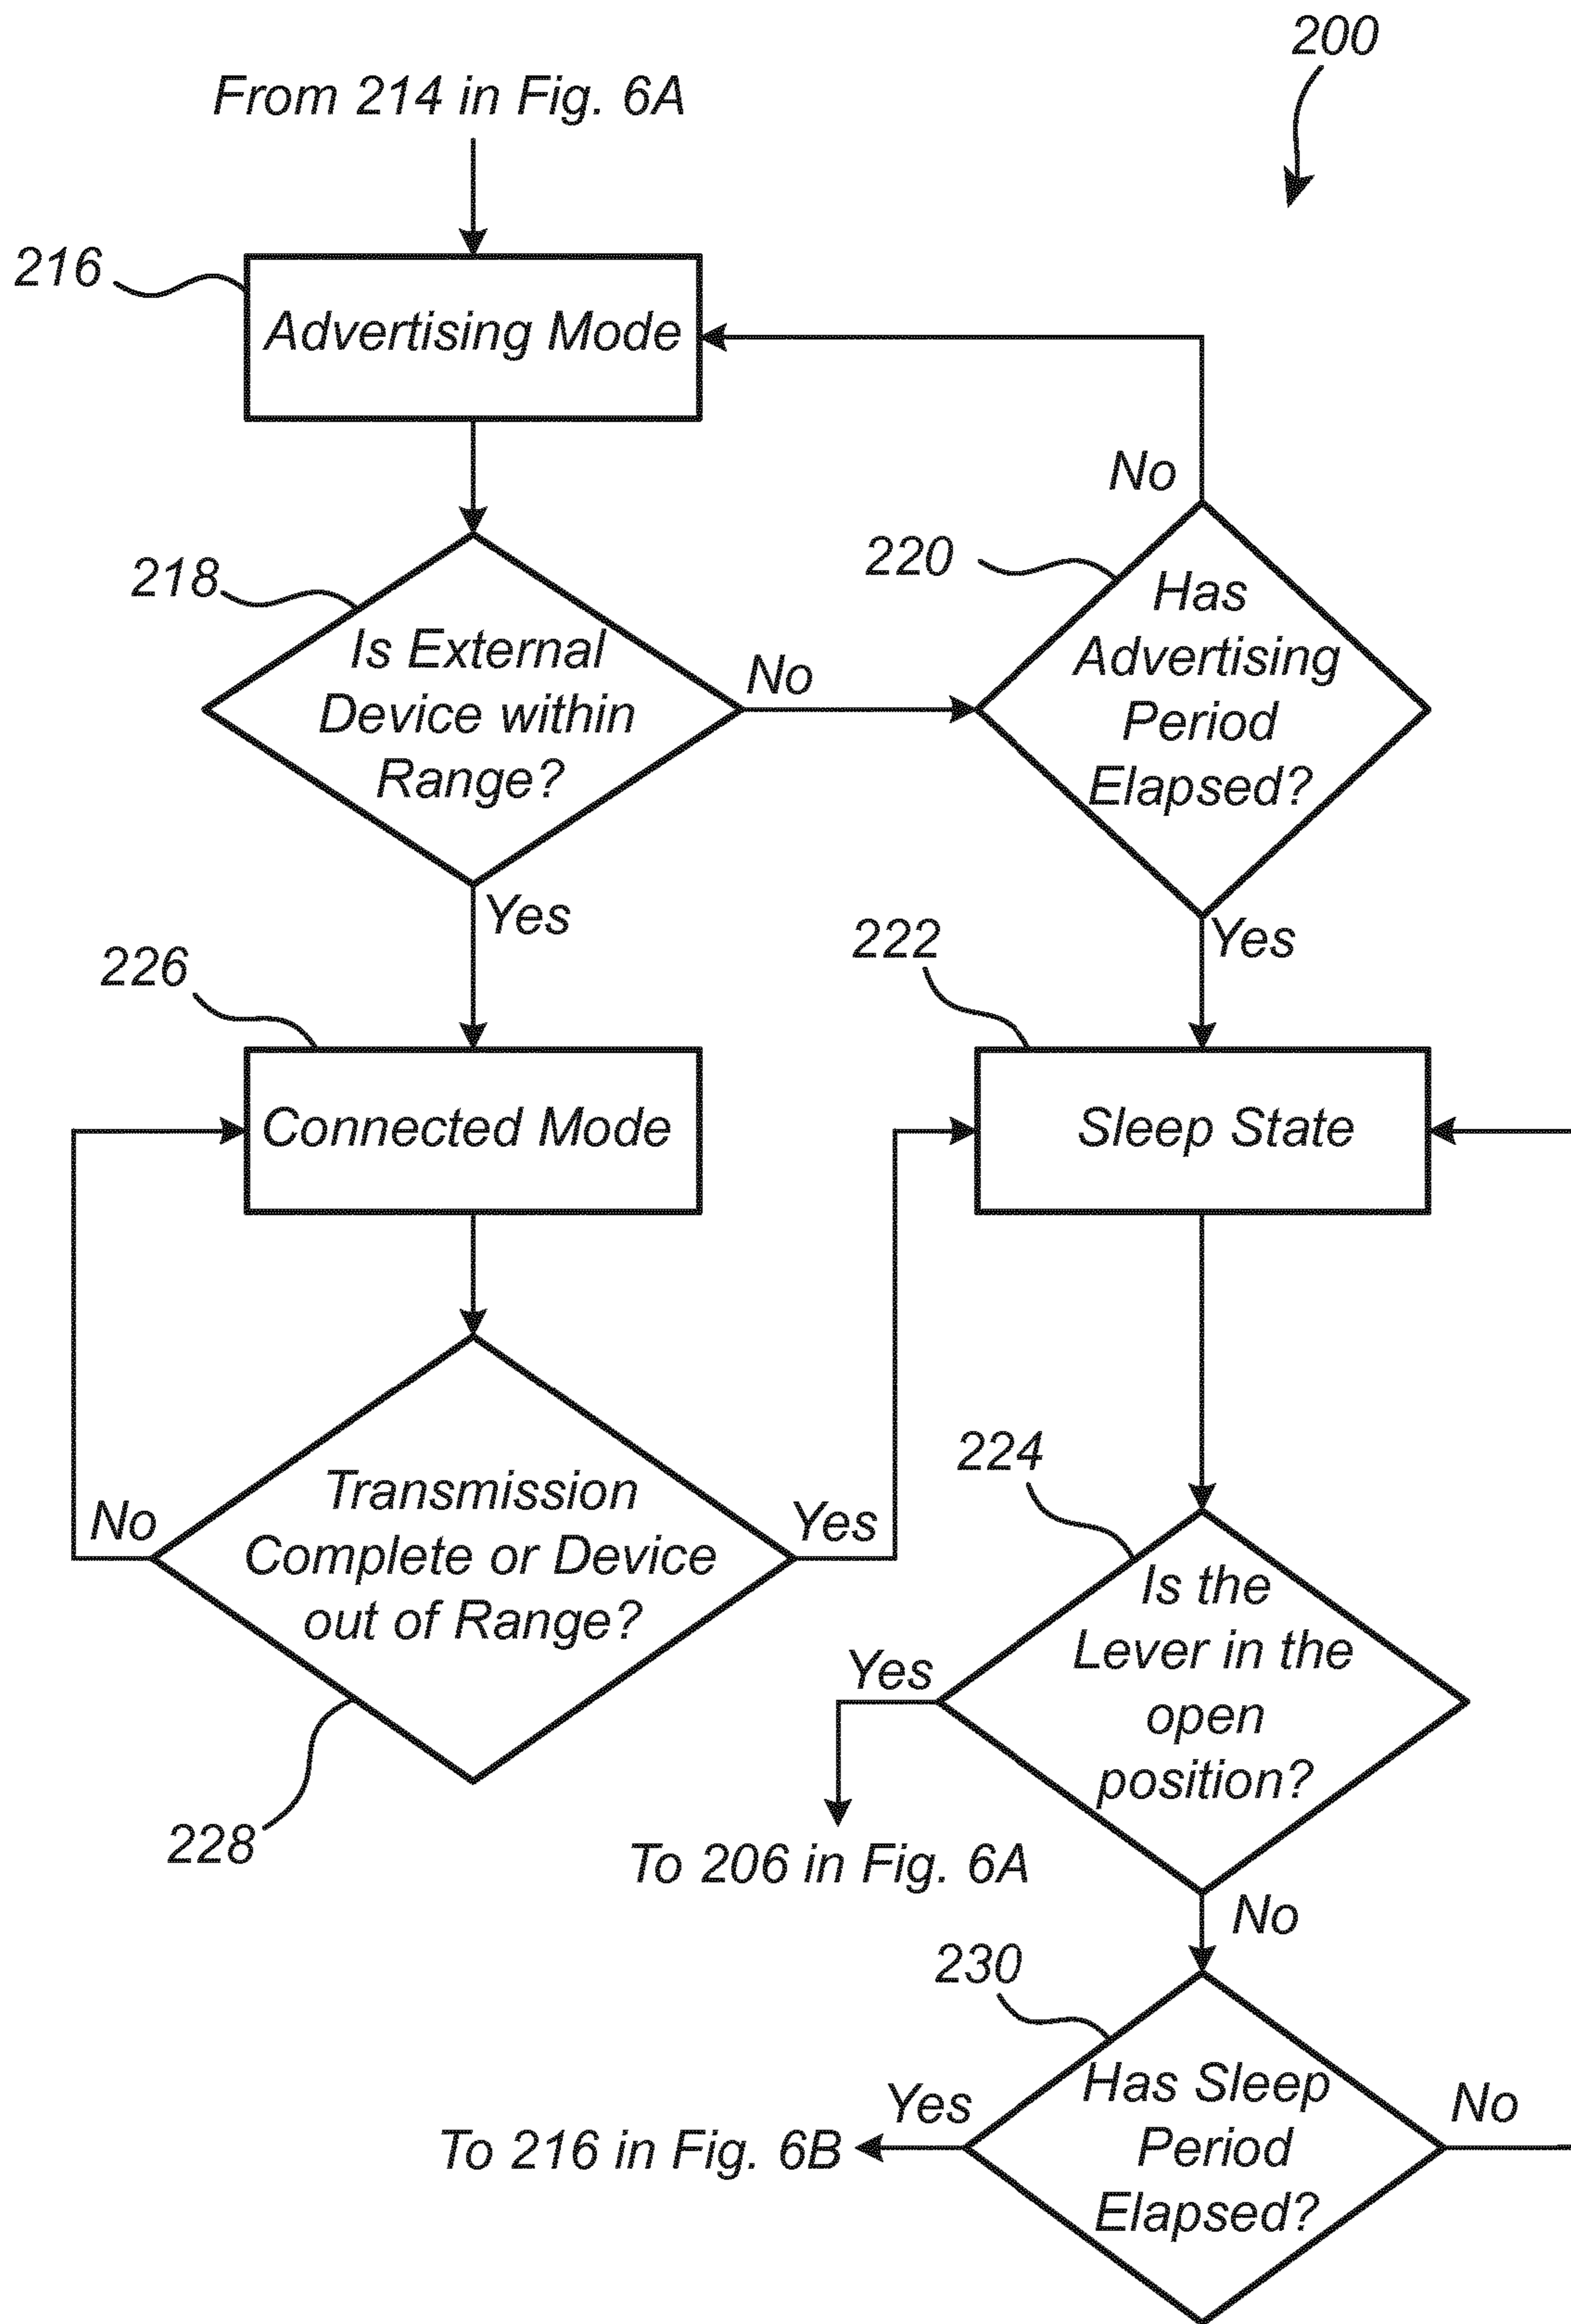 200
From 214 in Fig. 6A
216
Advertising Mode
No
220
Has
Advertising
Period
Elapsed?
218
Is External
Device within
Range?
No
Yes
Yes
226
222
Connected Mode
Sleep State
224
Transmission
Complete or Device
out of Range?
No
Yes
228
Is the
Lever in the
open
position?
Yes
To 206 in Fig. 6A
No
230
Has Sleep
Period
Elapsed?
Yes
No
To 216 in Fig. 6B